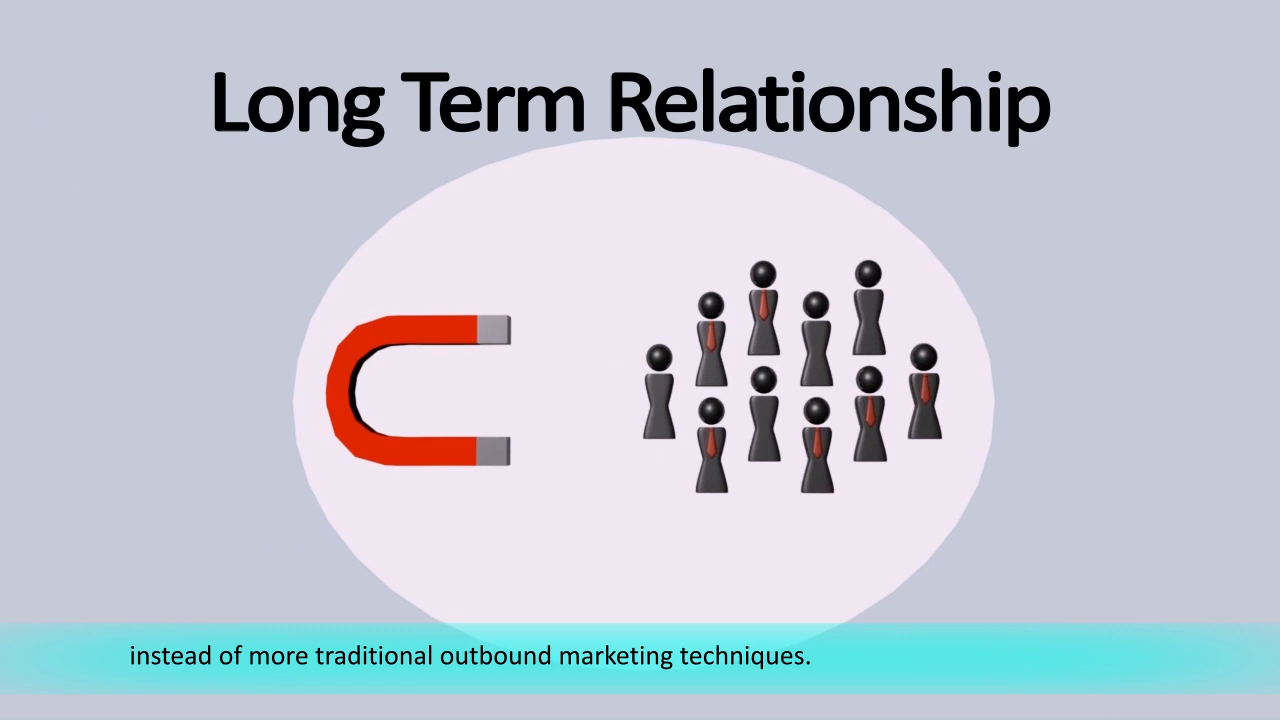 Long Term Relationship
instead of more traditional outbound marketing techniques.